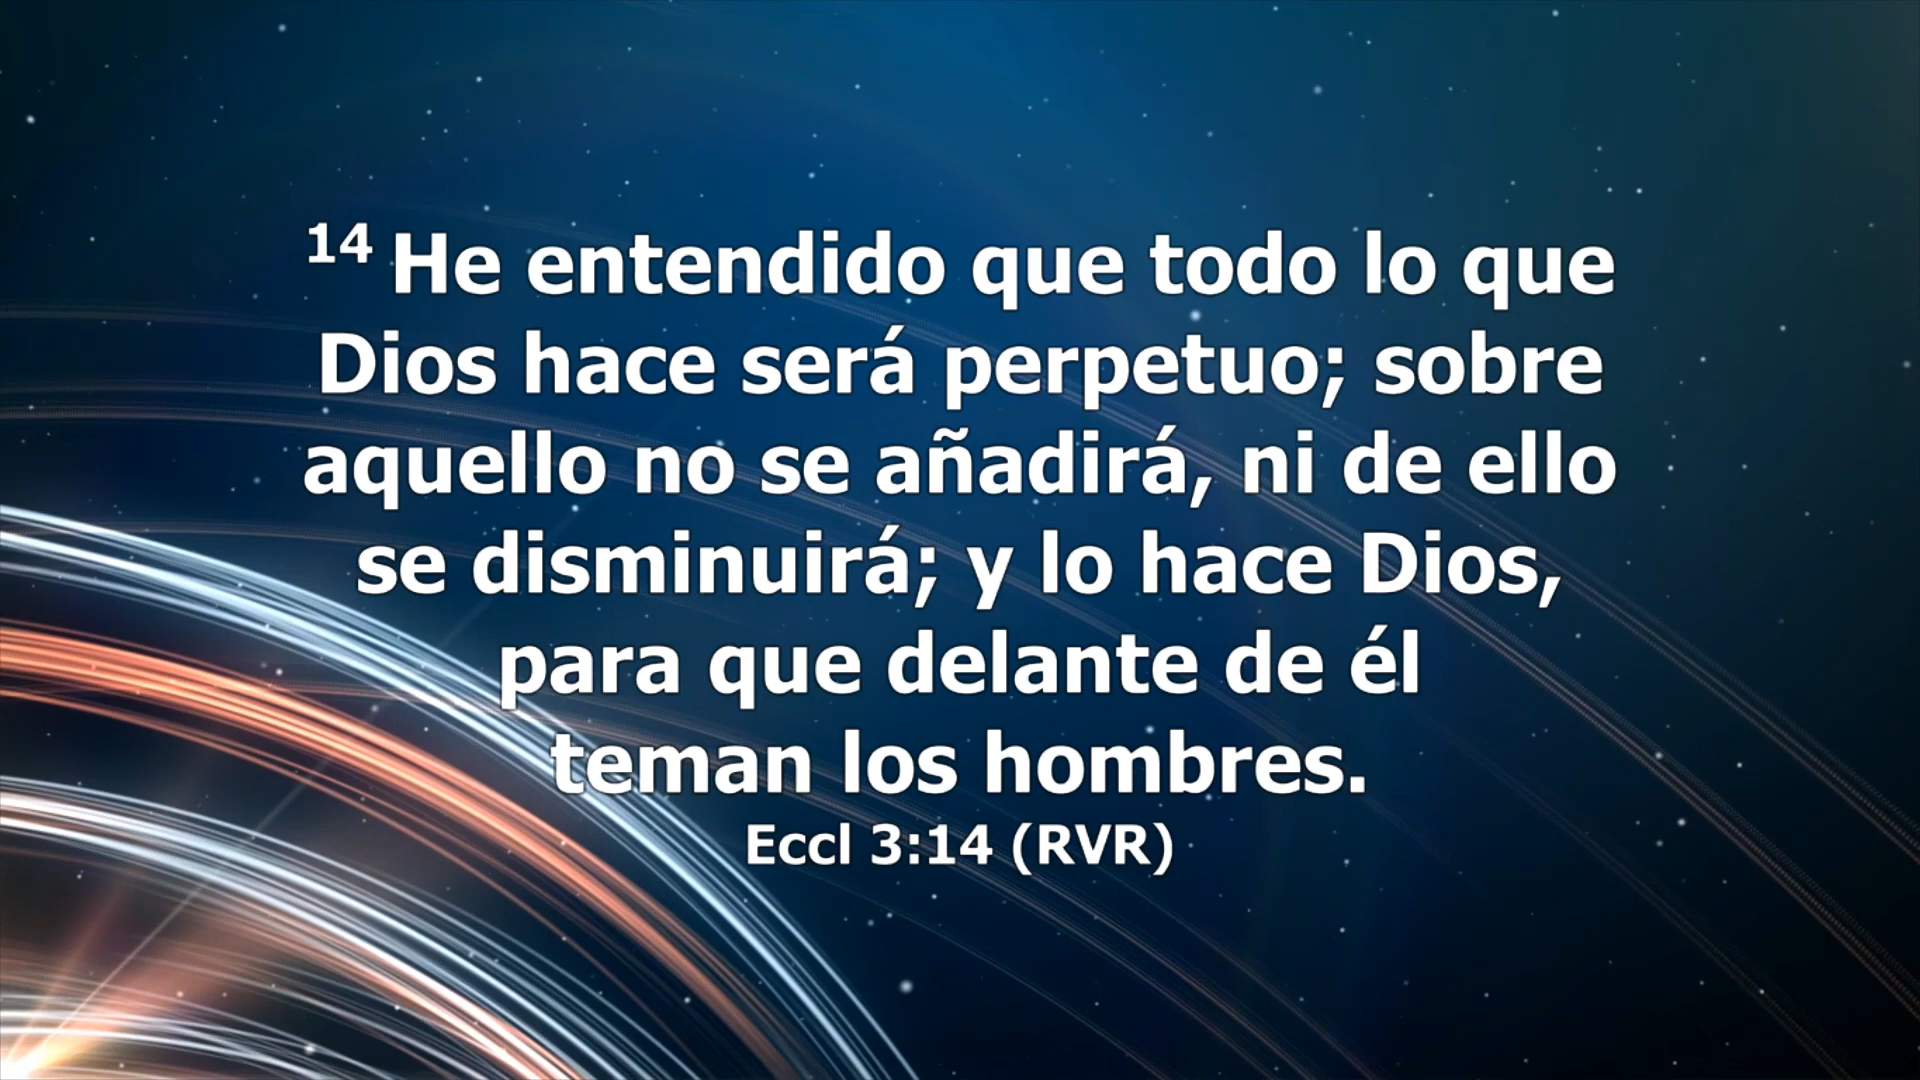 14 He entendido que todo lo que
Dios hace será perpetuo; sobre
aquello no se añadirá, ni de ello
se disminuirá; y lo hace Dios,
para que delante de él
teman los hombres.
Eccl 3:14 (RVR)